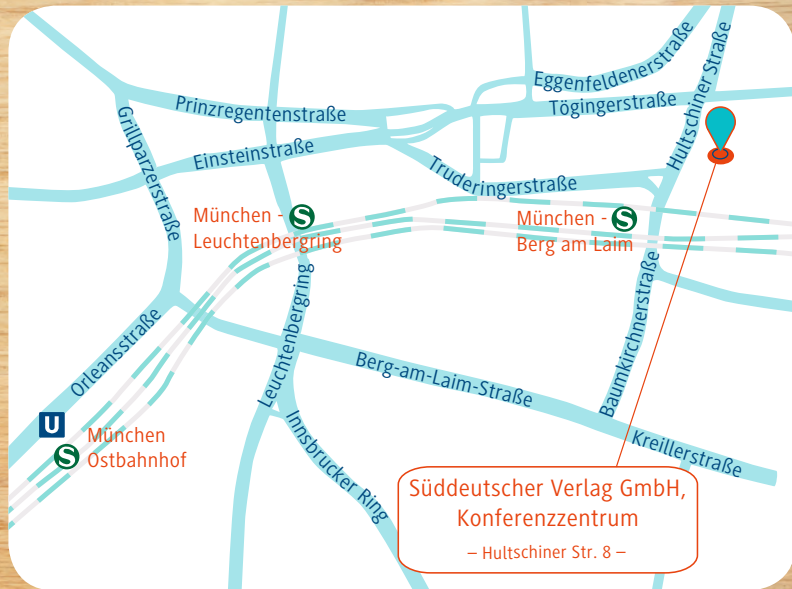 Eggenfeldenerstraße
Hultschiner Straße
Prinzregentenstraße
Tögingerstraße
Grillparzerstraße
Einsteinstraße
Truderingerstraße
München - S
Leuchtenbergring
München - S
Berg am Laim
Leuchtenbergring
Baumkirchnerstraße
Orleansstraße
Berg-am-Laim-Straße
Innsbrucker Ring
Kreillerstraße
U
S München
Ostbahnhof
Süddeutscher Verlag GmbH,
Konferenzzentrum
– Hultschiner Str. 8 –